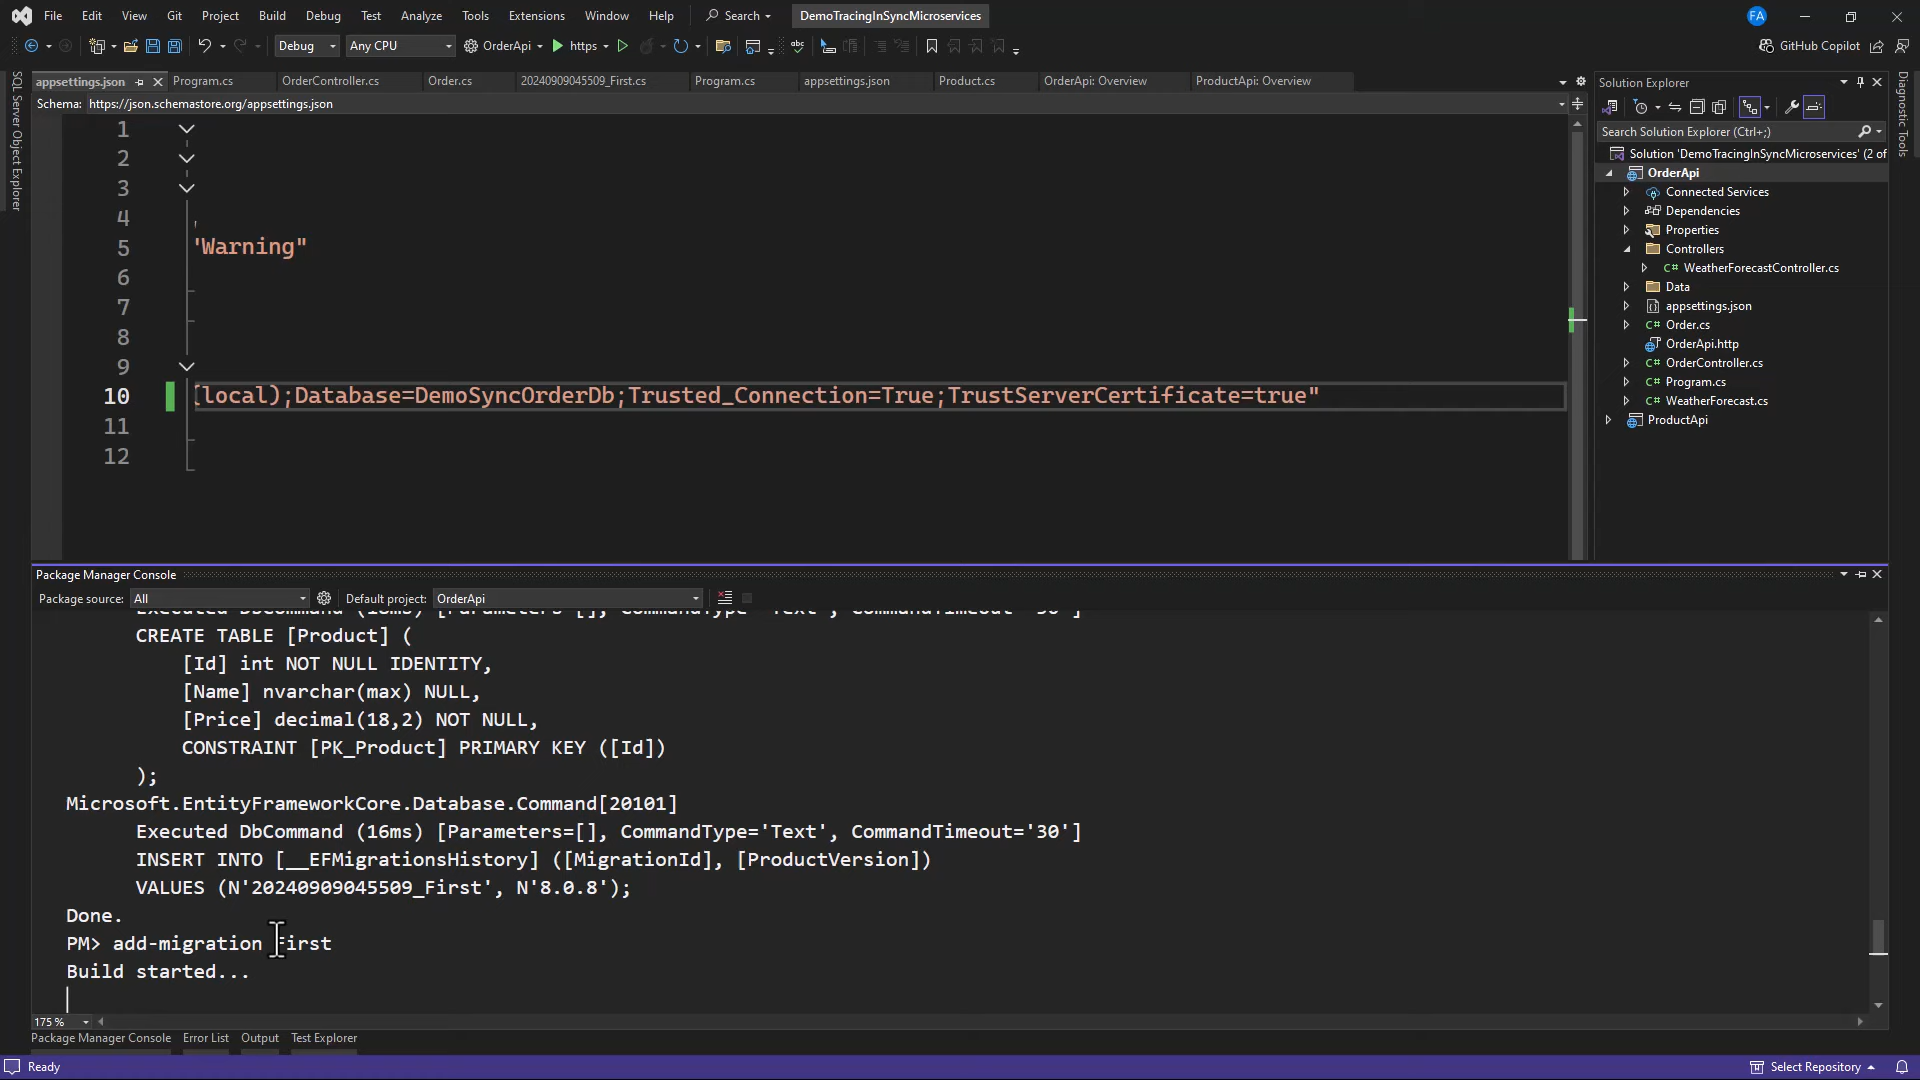 File Edit View Git Project Build Debug Test Analyze Tools Extensions Window Help Search DemoTracingInSyncMicroservices FA
Debug Any CPU OrderApi https GitHub Copilot
appsettings.json Program.cs OrderController.cs Order.cs 20240909045509_First.cs Program.cs appsettings.json Product.cs OrderApi: Overview ProductApi: Overview
Schema: https://json.schemastore.org/appsettings.json
SQL Server Object Explorer
1
2
3
4 ,
5 "Warning"
6
7
8
9
10 (local);Database=DemoSyncOrderDb;Trusted_Connection=True;TrustServerCertificate=true"
11
12
Solution Explorer
Search Solution Explorer (Ctrl+;)
Solution 'DemoTracingInSyncMicroservices' (2 of
OrderApi
Connected Services
Dependencies
Properties
Controllers
C# WeatherForecastController.cs
Data
appsettings.json
C# Order.cs
OrderApi.http
C# OrderController.cs
C# Program.cs
C# WeatherForecast.cs
ProductApi
Diagnostic Tools
Package Manager Console
Package source: All Default project: OrderApi
CREATE TABLE [Product] (
[Id] int NOT NULL IDENTITY,
[Name] nvarchar(max) NULL,
[Price] decimal(18,2) NOT NULL,
CONSTRAINT [PK_Product] PRIMARY KEY ([Id])
);
Microsoft.EntityFrameworkCore.Database.Command[20101]
Executed DbCommand (16ms) [Parameters=[], CommandType='Text', CommandTimeout='30']
INSERT INTO [__EFMigrationsHistory] ([MigrationId], [ProductVersion])
VALUES (N'20240909045509_First', N'8.0.8');
Done.
PM> add-migration First
Build started...
175 %
Package Manager Console Error List Output Test Explorer
Ready Select Repository